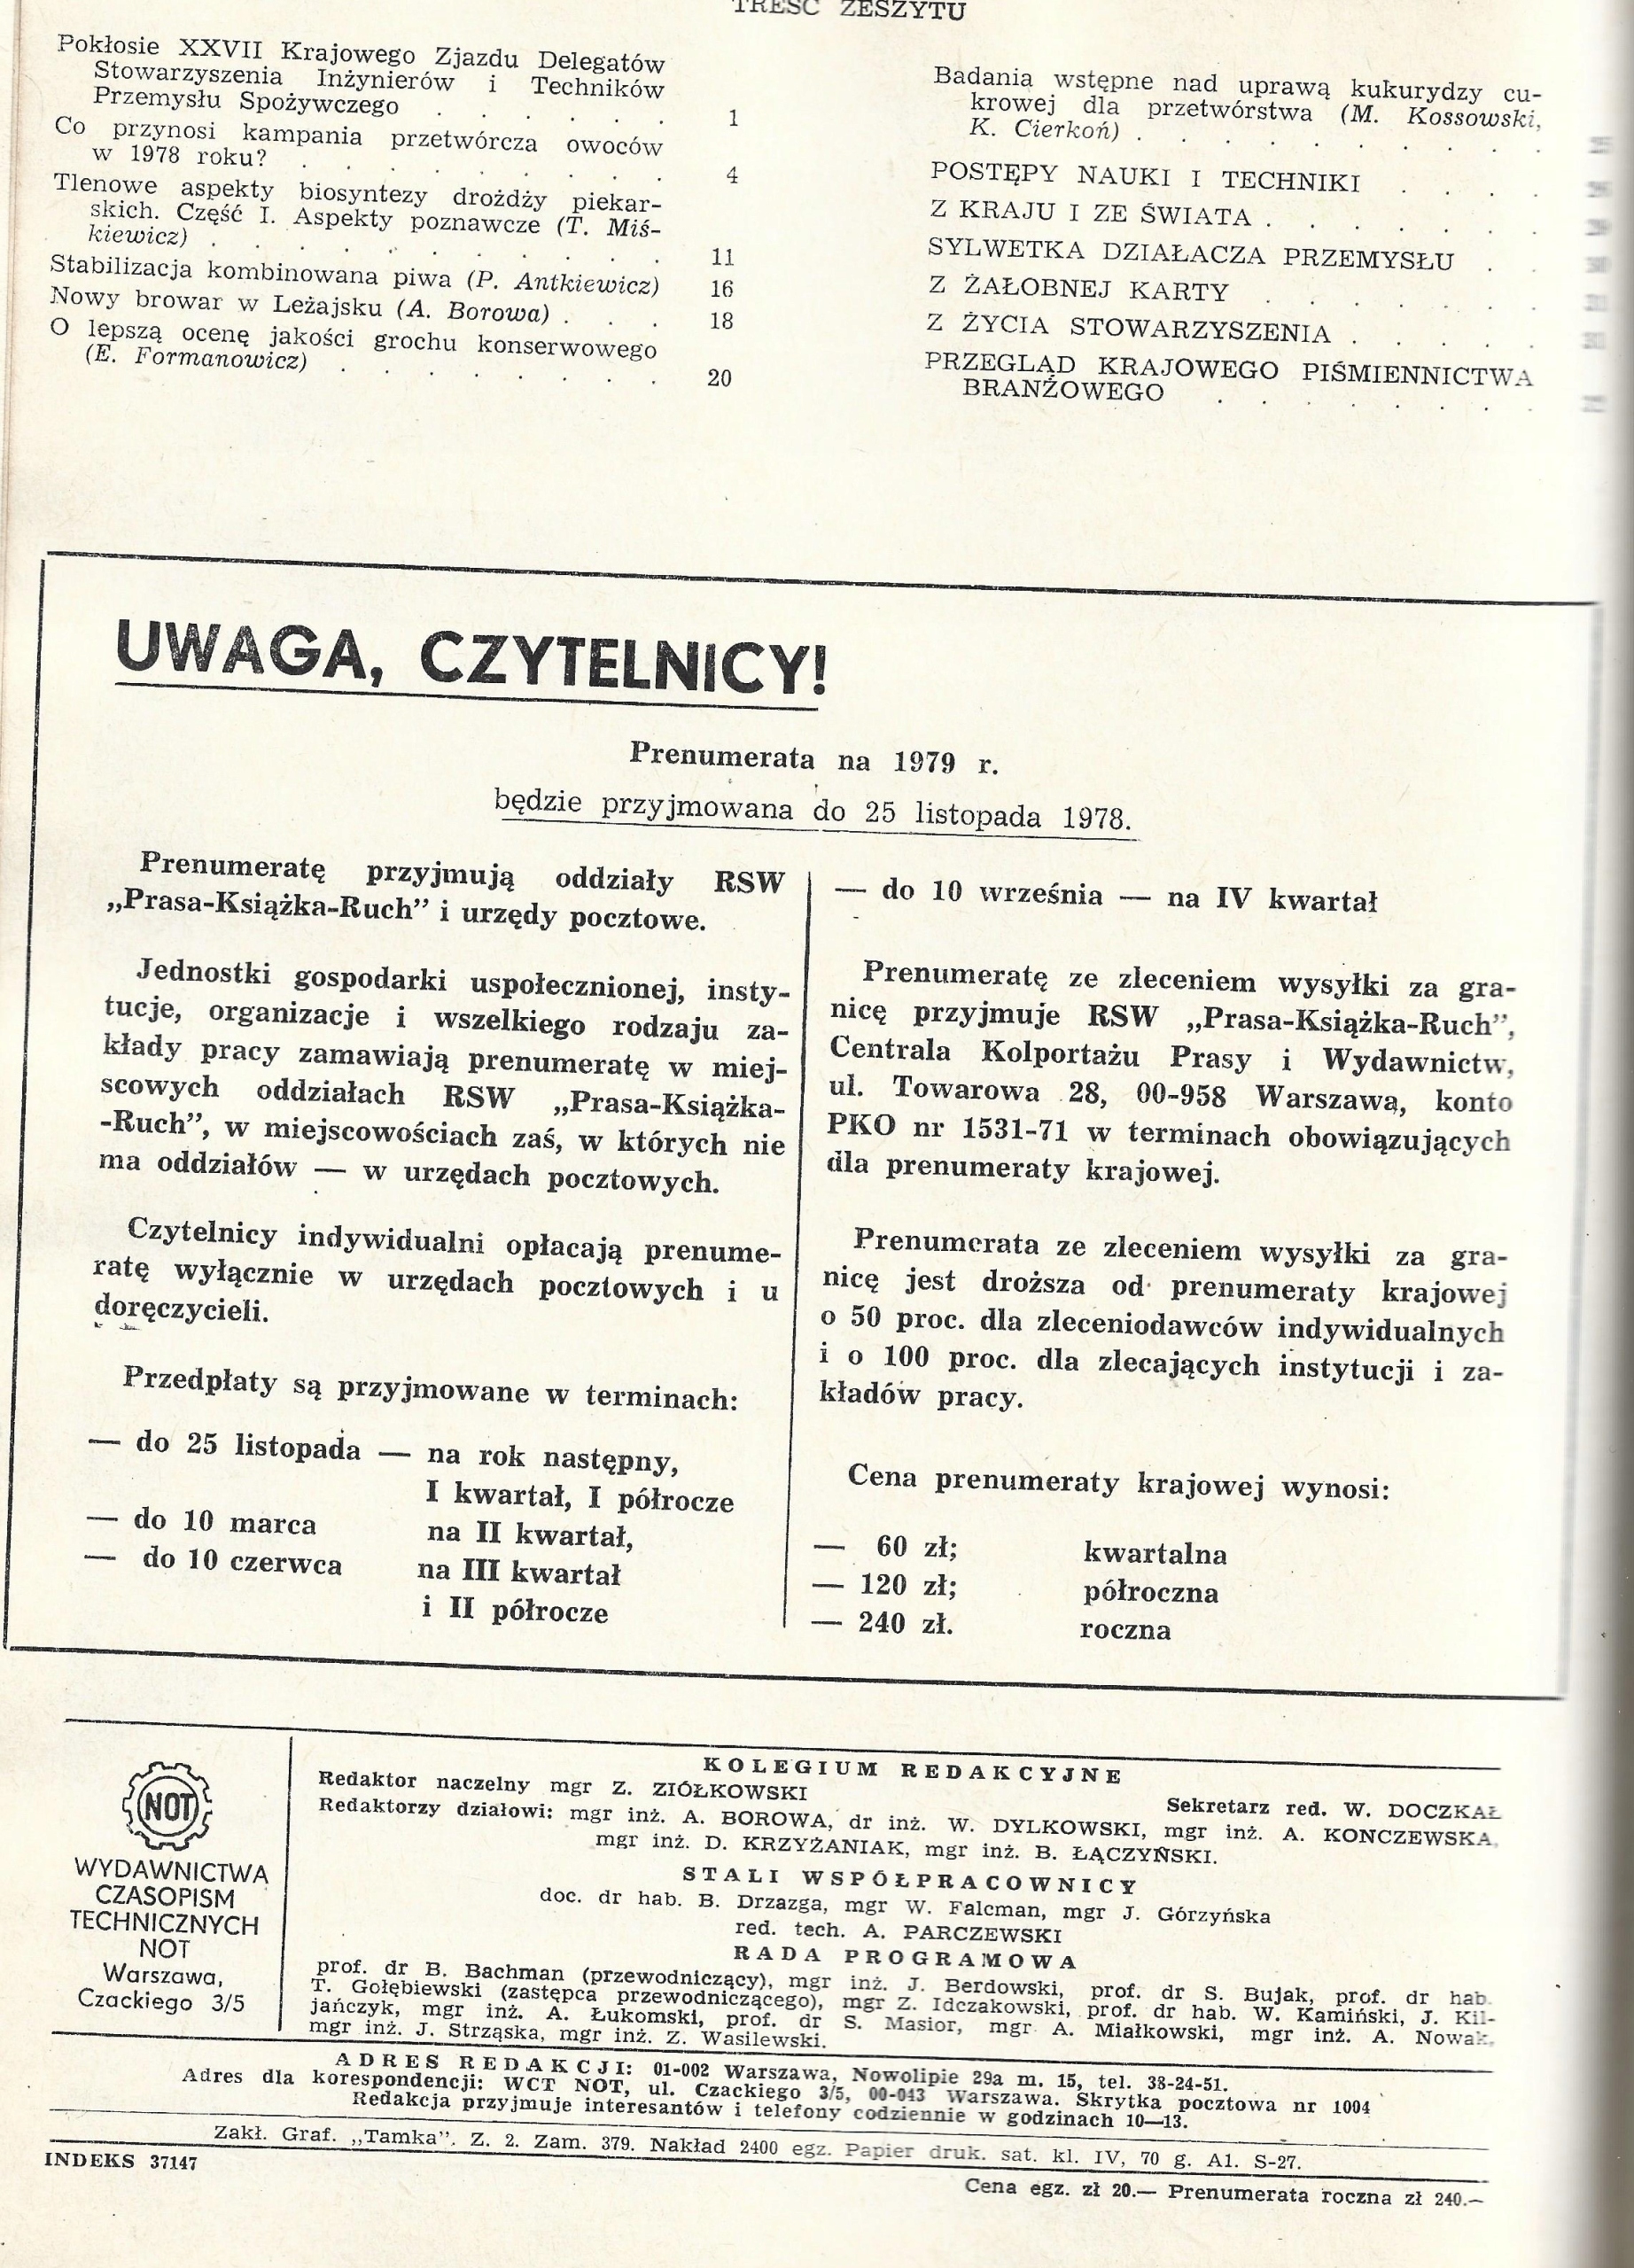 TREŚĆ ZESZYTU
Pokłosie XXVII Krajowego Zjazdu Delegatów
Stowarzyszenia Inżynierów i Techników
Przemysłu Spożywczego . . . . . . 1
Co przynosi kampania przetwórcza owoców
w 1978 roku? . . . . . . . . . 4
Tlenowe aspekty biosyntezy drożdży piekar-
skich. Część I. Aspekty poznawcze (T. Miś-
kiewicz) . . . . . . . . . . . 11
Stabilizacja kombinowana piwa (P. Antkiewicz) 16
Nowy browar w Leżajsku (A. Borowa) . . . 18
O lepszą ocenę jakości grochu konserwowego
(E. Formanowicz) . . . . . . . . 20
Badania wstępne nad uprawą kukurydzy cu-
krowej dla przetwórstwa (M. Kossowski,
K. Cierkoń) . . . . . . . . . .
POSTĘPY NAUKI I TECHNIKI . . . .
Z KRAJU I ZE ŚWIATA . . . . . . .
SYLWETKA DZIAŁACZA PRZEMYSŁU . .
Z ŻAŁOBNEJ KARTY . . . . . . .
Z ŻYCIA STOWARZYSZENIA . . . . .
PRZEGLĄD KRAJOWEGO PIŚMIENNICTWA
BRANŻOWEGO . . . . . . . .
UWAGA, CZYTELNICY!
Prenumerata na 1979 r.
będzie przyjmowana do 25 listopada 1978.
Prenumeratę przyjmują oddziały RSW
„Prasa-Książka-Ruch” i urzędy pocztowe.
Jednostki gospodarki uspołecznionej, insty-
tucje, organizacje i wszelkiego rodzaju za-
kłady pracy zamawiają prenumeratę w miej-
scowych oddziałach RSW „Prasa-Książka-
-Ruch”, w miejscowościach zaś, w których nie
ma oddziałów — w urzędach pocztowych.
Czytelnicy indywidualni opłacają prenume-
ratę wyłącznie w urzędach pocztowych i u
doręczycieli.
Przedpłaty są przyjmowane w terminach:
— do 25 listopada — na rok następny,
I kwartał, I półrocze
— do 10 marca na II kwartał,
— do 10 czerwca na III kwartał
i II półrocze
— do 10 września — na IV kwartał
Prenumeratę ze zleceniem wysyłki za gra-
nicę przyjmuje RSW „Prasa-Książka-Ruch”,
Centrala Kolportażu Prasy i Wydawnictw,
ul. Towarowa 28, 00-958 Warszawa, konto
PKO nr 1531-71 w terminach obowiązujących
dla prenumeraty krajowej.
Prenumerata ze zleceniem wysyłki za gra-
nicę jest droższa od prenumeraty krajowej
o 50 proc. dla zleceniodawców indywidualnych
i o 100 proc. dla zlecających instytucji i za-
kładów pracy.
Cena prenumeraty krajowej wynosi:
— 60 zł; kwartalna
— 120 zł; półroczna
— 240 zł. roczna
NOT
WYDAWNICTWA
CZASOPISM
TECHNICZNYCH
NOT
Warszawa,
Czackiego 3/5
KOLEGIUM REDAKCYJNE
Redaktor naczelny mgr Z. ZIÓŁKOWSKI Sekretarz red. W. DOCZKAŁ
Redaktorzy działowi: mgr inż. A. BOROWA, dr inż. W. DYLKOWSKI, mgr inż. A. KONCZEWSKA,
mgr inż. D. KRZYŻANIAK, mgr inż. B. ŁĄCZYŃSKI.
STALI WSPÓŁPRACOWNICY
doc. dr hab. B. Drzazga, mgr W. Falcman, mgr J. Górzyńska
red. tech. A. PARCZEWSKI
RADA PROGRAMOWA
prof. dr B. Bachman (przewodniczący), mgr inż. J. Berdowski, prof. dr S. Bujak, prof. dr hab.
T. Gołębiewski (zastępca przewodniczącego), mgr Z. Idczakowski, prof. dr hab. W. Kamiński, J. Kil-
jańczyk, mgr inż. A. Łukomski, prof. dr S. Masior, mgr A. Miałkowski, mgr inż. A. Nowak,
mgr inż. J. Strząska, mgr inż. Z. Wasilewski.
ADRES REDAKCJI: 01-002 Warszawa, Nowolipie 29a m. 15, tel. 38-24-51.
Adres dla korespondencji: WCT NOT, ul. Czackiego 3/5, 00-043 Warszawa. Skrytka pocztowa nr 1004
Redakcja przyjmuje interesantów i telefony codziennie w godzinach 10—13.
Zakł. Graf. „Tamka”. Z. 2. Zam. 379. Nakład 2400 egz. Papier druk. sat. kl. IV, 70 g. A1. S-27.
INDEKS 37147
Cena egz. zł 20.— Prenumerata roczna zł 240.—